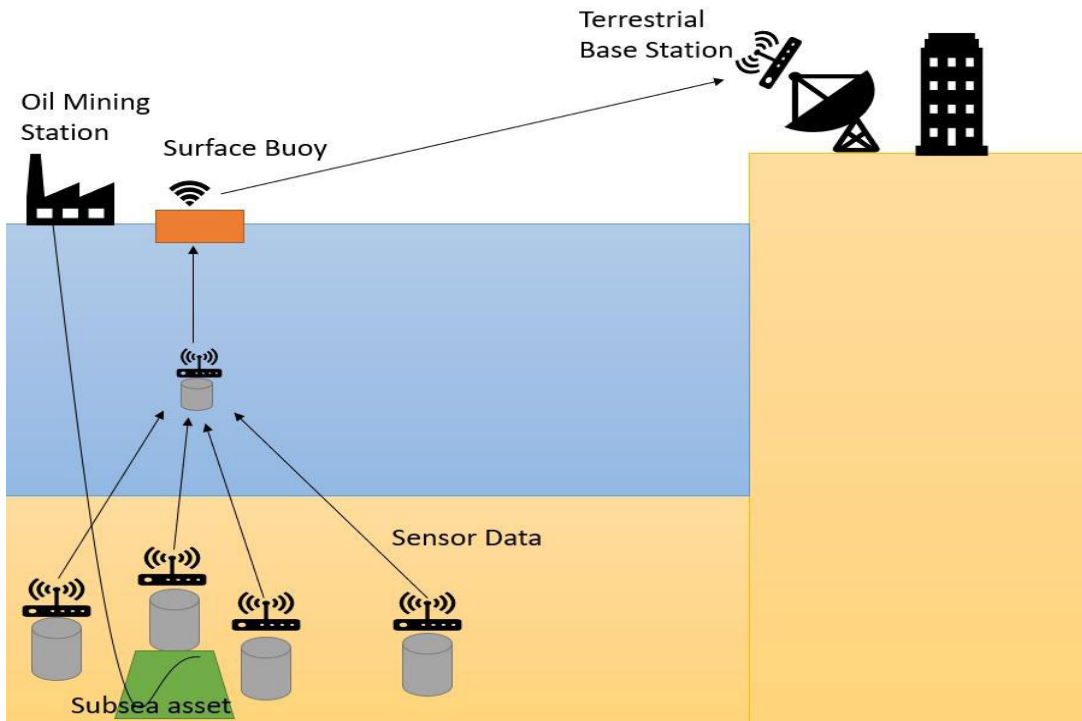 Terrestrial
Base Station
Oil Mining
Station
Surface Buoy
Sensor Data
Subsea asset